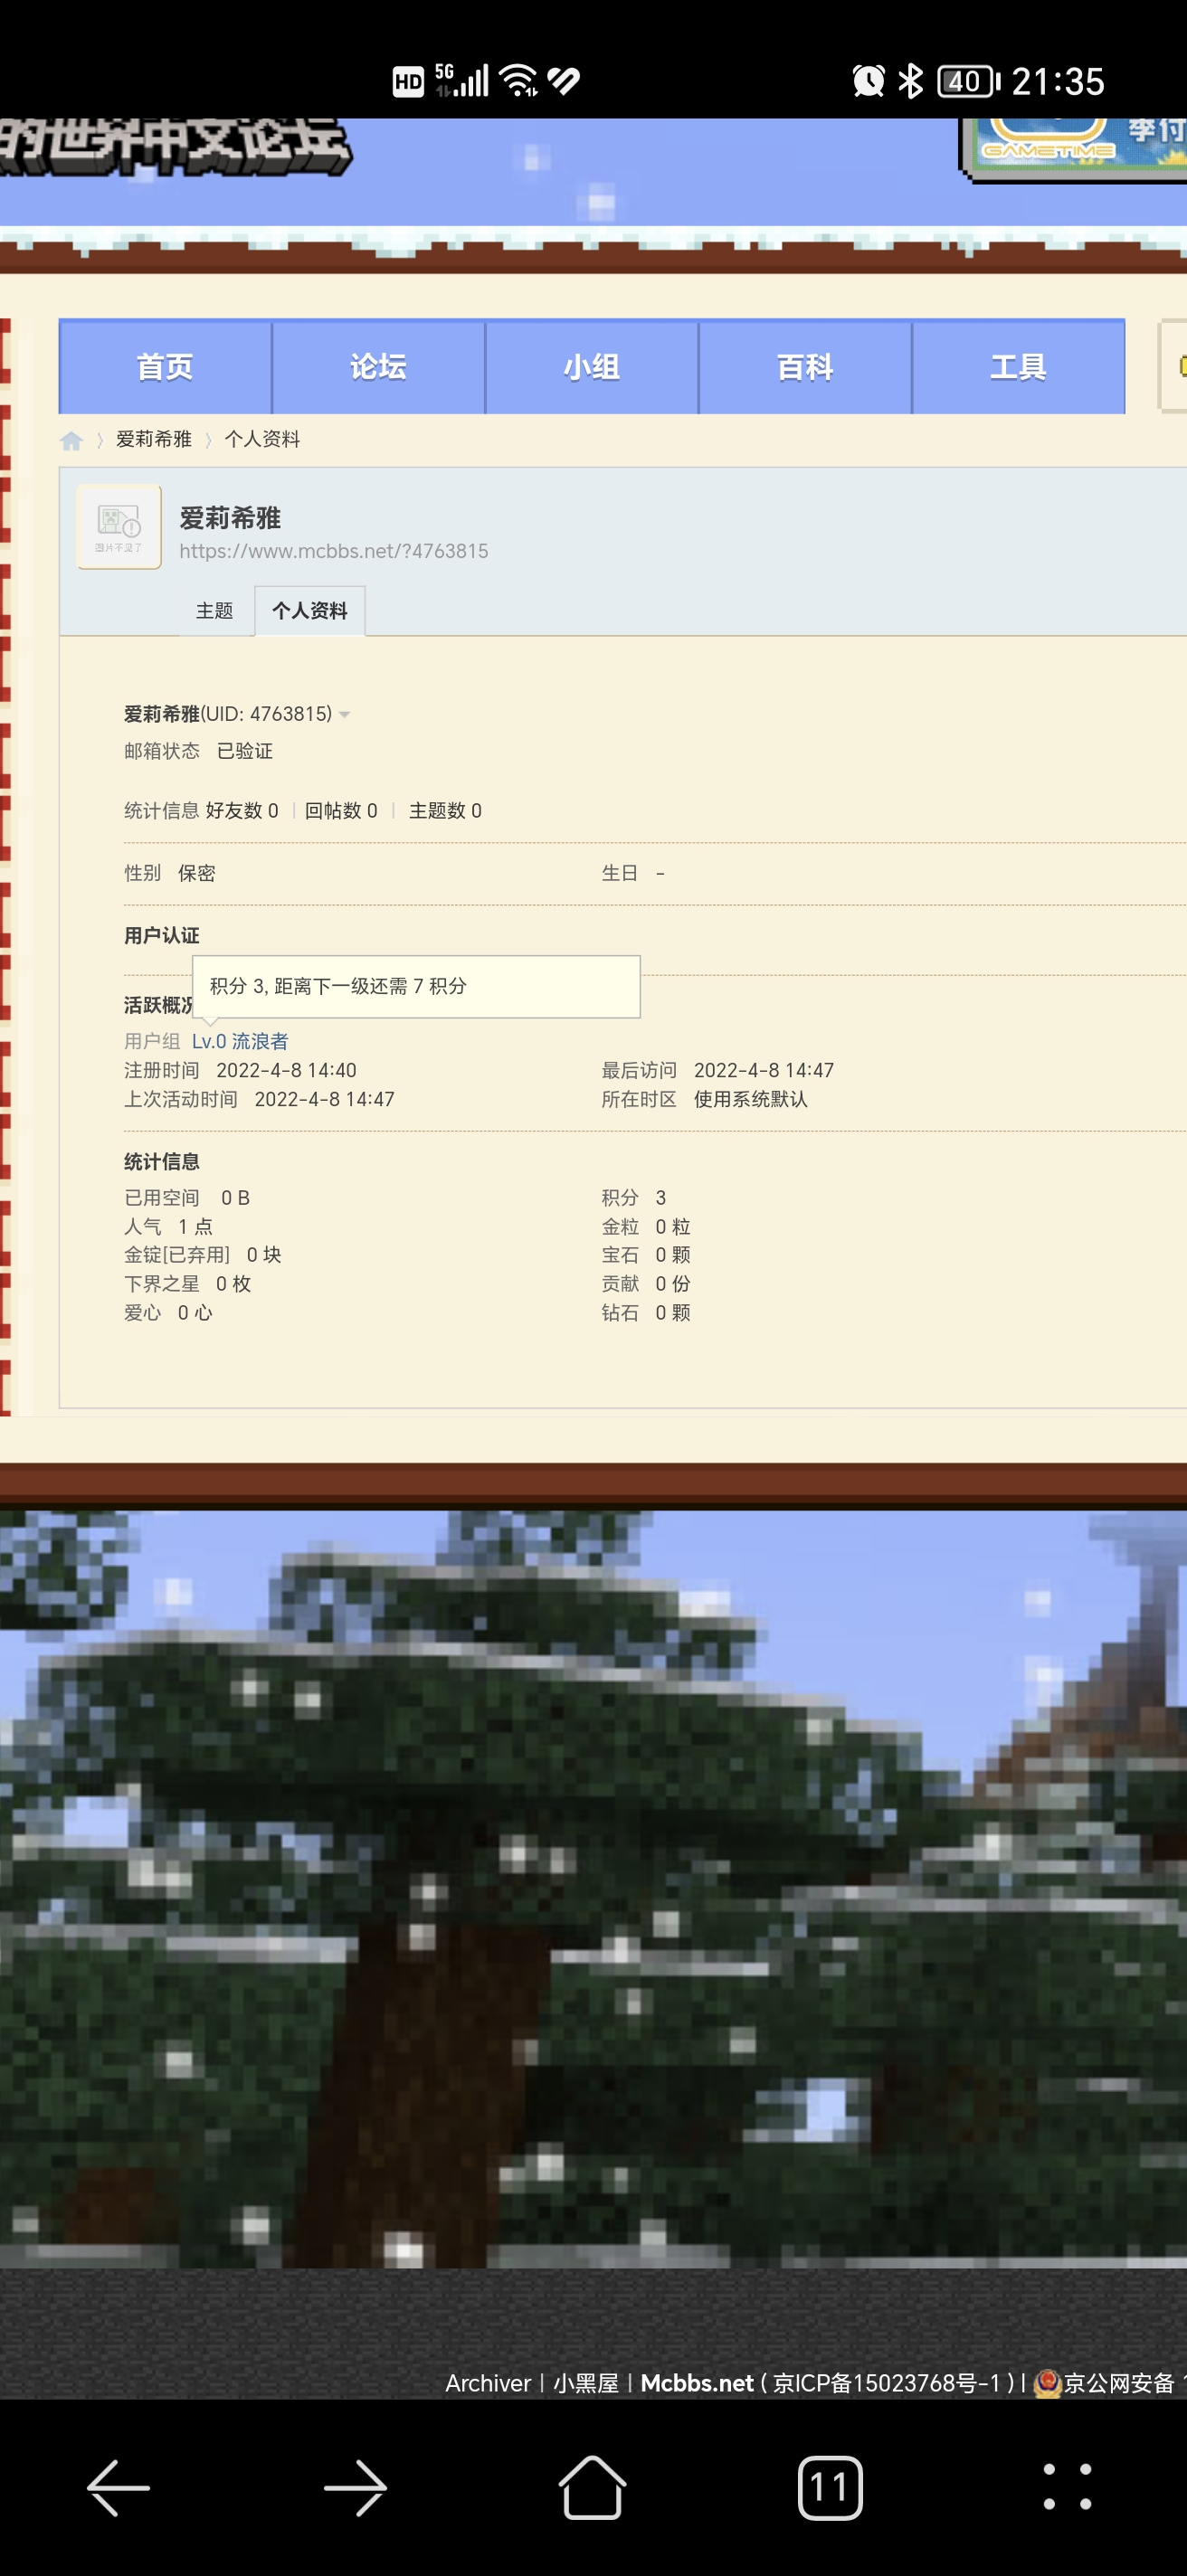 HD 5G 40 21:35
的世界中文论坛
GAMETIME 季付
首页 论坛 小组 百科 工具
爱莉希雅 〉 个人资料
图片不见了
爱莉希雅
https://www.mcbbs.net/?4763815
主题 个人资料
爱莉希雅(UID: 4763815)
邮箱状态 已验证
统计信息 好友数 0 | 回帖数 0 | 主题数 0
性别 保密 生日 -
用户认证
积分 3, 距离下一级还需 7 积分
活跃概况
用户组 Lv.0 流浪者
注册时间 2022-4-8 14:40 最后访问 2022-4-8 14:47
上次活动时间 2022-4-8 14:47 所在时区 使用系统默认
统计信息
已用空间 0 B 积分 3
人气 1 点 金粒 0 粒
金锭[已弃用] 0 块 宝石 0 颗
下界之星 0 枚 贡献 0 份
爱心 0 心 钻石 0 颗
Archiver | 小黑屋 | Mcbbs.net ( 京ICP备15023768号-1 ) | 京公网安备
11